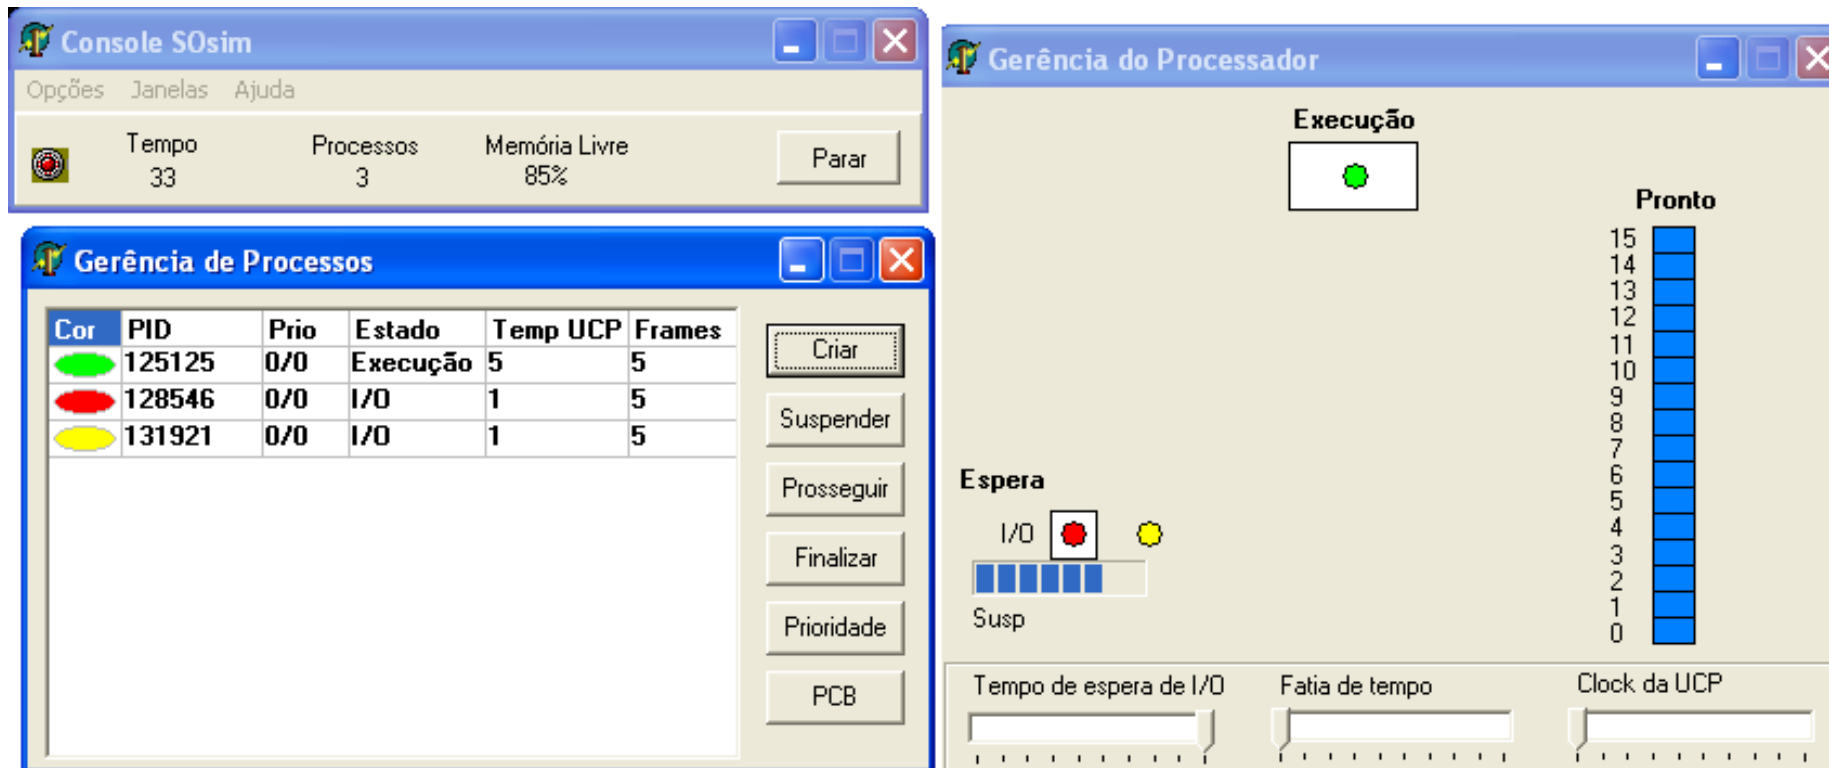 Console SOsim
Opções Janelas Ajuda
Tempo Processos Memória Livre
33 3 85%
Parar
Gerência de Processos
Cor PID Prio Estado Temp UCP Frames
125125 0/0 Execução 5 5
128546 0/0 I/O 1 5
131921 0/0 I/O 1 5
Criar
Suspender
Prosseguir
Finalizar
Prioridade
PCB
Gerência do Processador
Execução
Pronto
15
14
13
12
11
10
9
8
7
6
5
4
3
2
1
0
Espera
I/O
Susp
Tempo de espera de I/O Fatia de tempo Clock da UCP